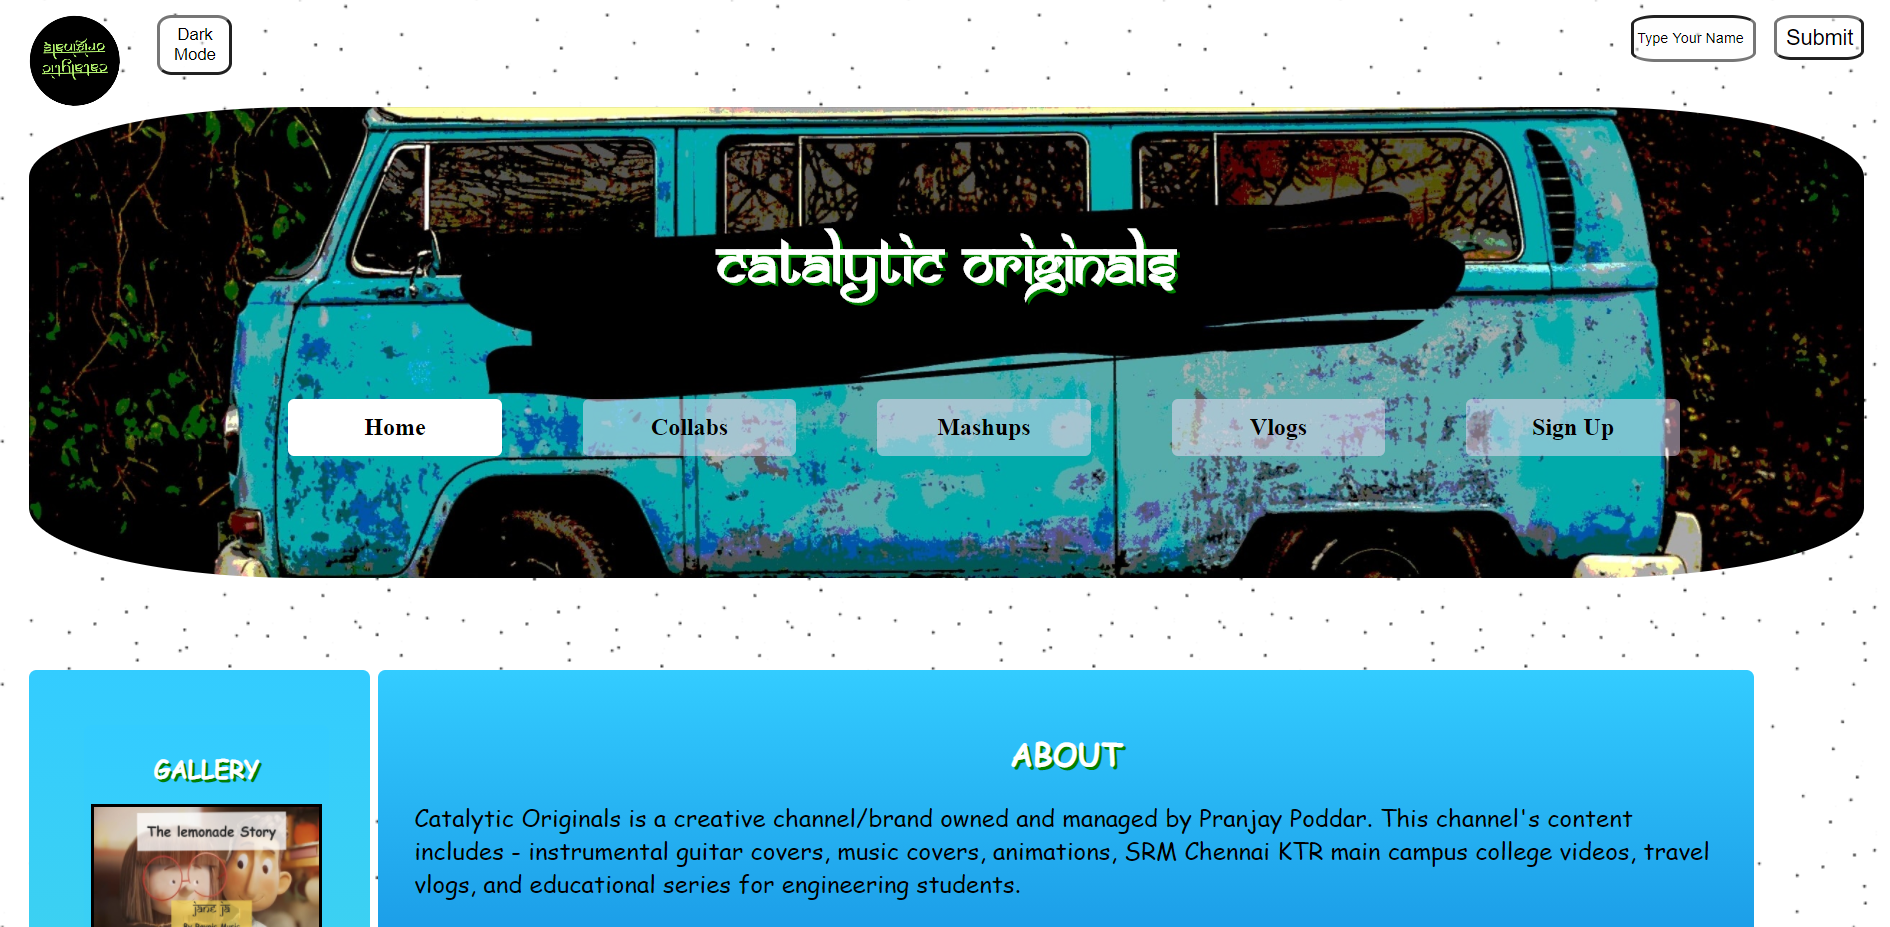 catalytic
originals
Dark
Mode
Type Your Name
Submit
catalytic originals
Home
Collabs
Mashups
Vlogs
Sign Up
GALLERY
The lemonade Story
jane ja
ABOUT
Catalytic Originals is a creative channel/brand owned and managed by Pranjay Poddar. This channel's content
includes - instrumental guitar covers, music covers, animations, SRM Chennai KTR main campus college videos, travel
vlogs, and educational series for engineering students.